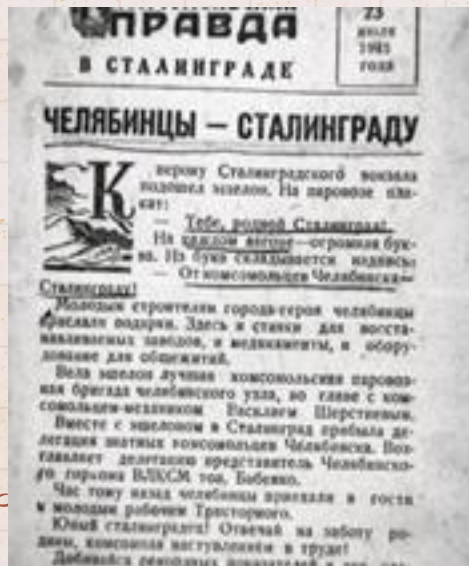 ПРАВДА
В СТАЛИНГРАДЕ
23
июля
1943
года
ЧЕЛЯБИНЦЫ — СТАЛИНГРАДУ
К перрону Сталинградского вокзала
подошел эшелон. На паровозе пла-
кат:
— Тебе, родной Сталинград!
На каждом вагоне — огромная бук-
ва. Из букв складывается надпись:
— От комсомольцев Челябинска—
Сталинграду!
Молодым строителям города-героя челябинцы
прислали подарки. Здесь и станки для восста-
навливаемых заводов, и медикаменты, и обору-
дование для общежитий.
Вела эшелон лучшая комсомольская паровоз-
ная бригада челябинского узла, во главе с ком-
сомольцем-механиком Василием Шерстневым.
Вместе с эшелоном в Сталинград прибыла де-
легация знатных комсомольцев Челябинска. Воз-
главляет делегацию представитель Челябинско-
го горкома ВЛКСМ тов. Бабенко.
Час тому назад челябинцы приехали в гости
к молодым рабочим Тракторного.
Юный сталинградец! Отвечай на заботу ро-
дины, комсомола наступлением в труде!
Добивайся рекордных показателей